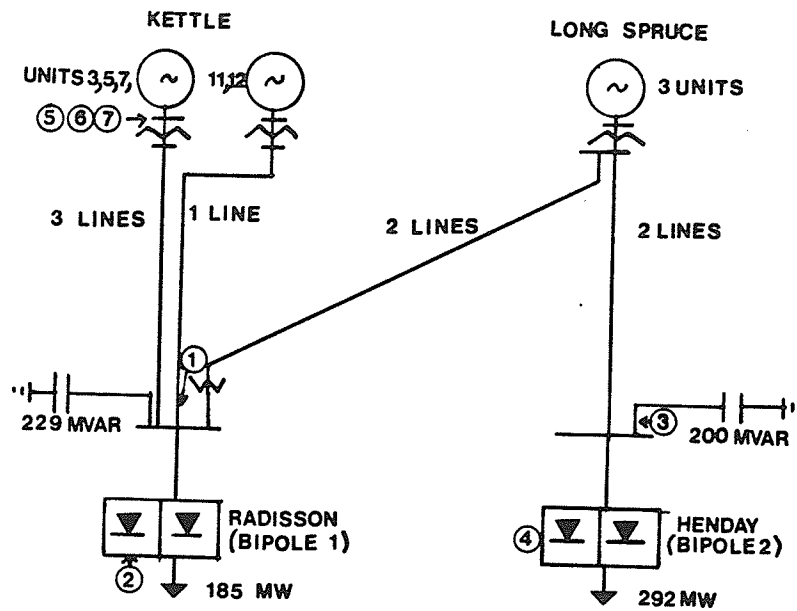 KETTLE
LONG SPRUCE
UNITS 3,5,7,
~
11,12
~
~
3 UNITS
5 6 7
3 LINES
1 LINE
2 LINES
2 LINES
1
229 MVAR
3
200 MVAR
RADISSON
(BIPOLE 1)
4
HENDAY
(BIPOLE 2)
2
185 MW
292 MW